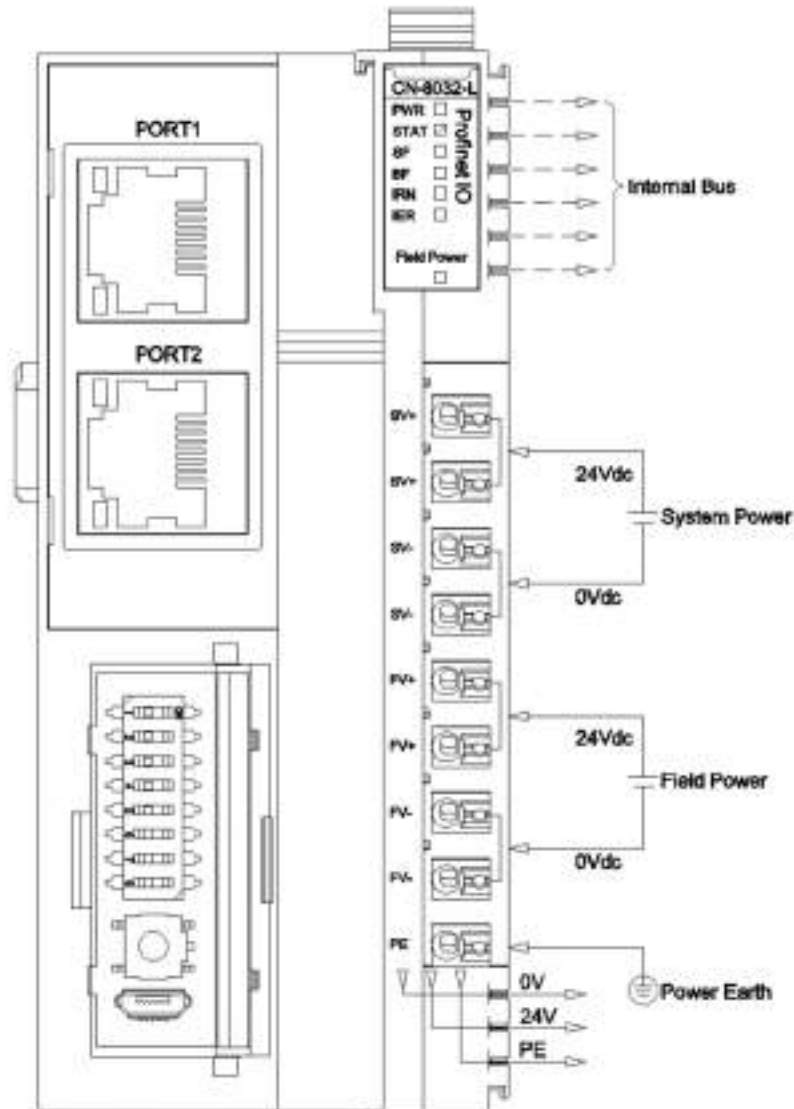 CN-8032-L
PWR
STAT
SF
BF
IRN
IER
Profinet IO
Field Power
PORT1
PORT2
Internal Bus
SV+
SV+
SV-
SV-
FV+
FV+
FV-
FV-
PE
24Vdc
System Power
0Vdc
24Vdc
Field Power
0Vdc
Power Earth
0V
24V
PE